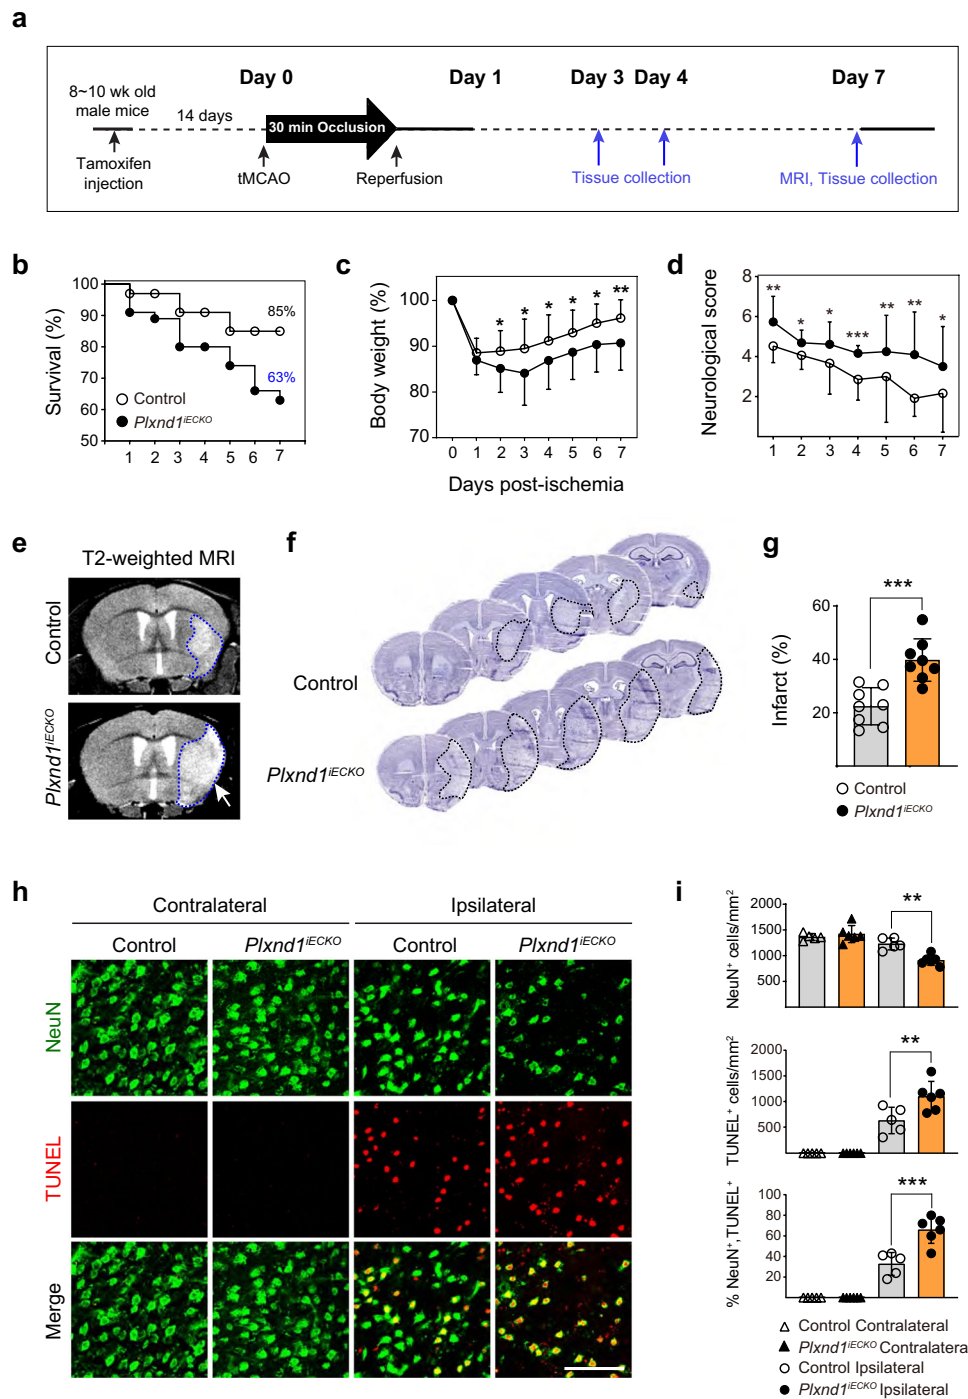 a
Day 0
Day 1
Day 3
Day 4
Day 7
8~10 wk old
male mice
14 days
30 min Occlusion
Tamoxifen
injection
tMCAO
Reperfusion
Tissue collection
MRI, Tissue collection
b
Survival (%)
100
90
80
70
60
50
85%
63%
Control
Plxnd1iECKO
1 2 3 4 5 6 7
c
Body weight (%)
100
90
80
70
* * * * * **
0 1 2 3 4 5 6 7
Days post-ischemia
d
Neurological score
8
6
4
2
** * * *** ** ** *
1 2 3 4 5 6 7
e
T2-weighted MRI
Control
Plxnd1iECKO
f
Control
Plxnd1iECKO
g
***
Infarct (%)
60
40
20
Control
Plxnd1iECKO
h
Contralateral
Ipsilateral
Control
Plxnd1iECKO
Control
Plxnd1iECKO
NeuN
TUNEL
Merge
i
NeuN+ cells/mm2
2000
1500
1000
500
**
TUNEL+ cells/mm2
2000
1500
1000
500
**
% NeuN+,TUNEL+
100
80
60
40
20
***
Control Contralateral
Plxnd1iECKO Contralatera
Control Ipsilateral
Plxnd1iECKO Ipsilateral